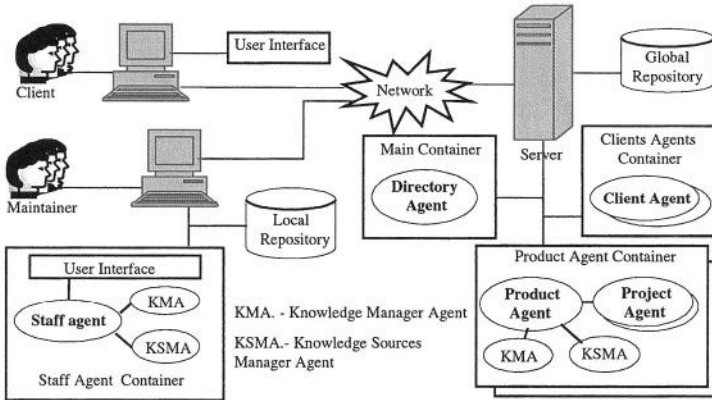 User Interface
Client
Network
Server
Global
Repository
Main Container
Directory
Agent
Clients Agents
Container
Client Agent
Maintainer
Local
Repository
User Interface
Staff agent
KMA
KSMA
Staff Agent Container
KMA. - Knowledge Manager Agent
KSMA.- Knowledge Sources
Manager Agent
Product Agent Container
Product
Agent
Project
Agent
KMA
KSMA